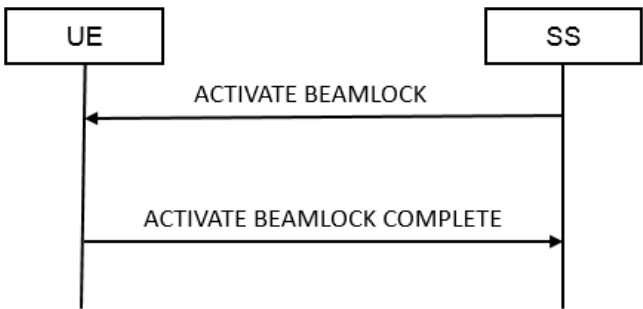 UE
SS
ACTIVATE BEAMLOCK
ACTIVATE BEAMLOCK COMPLETE